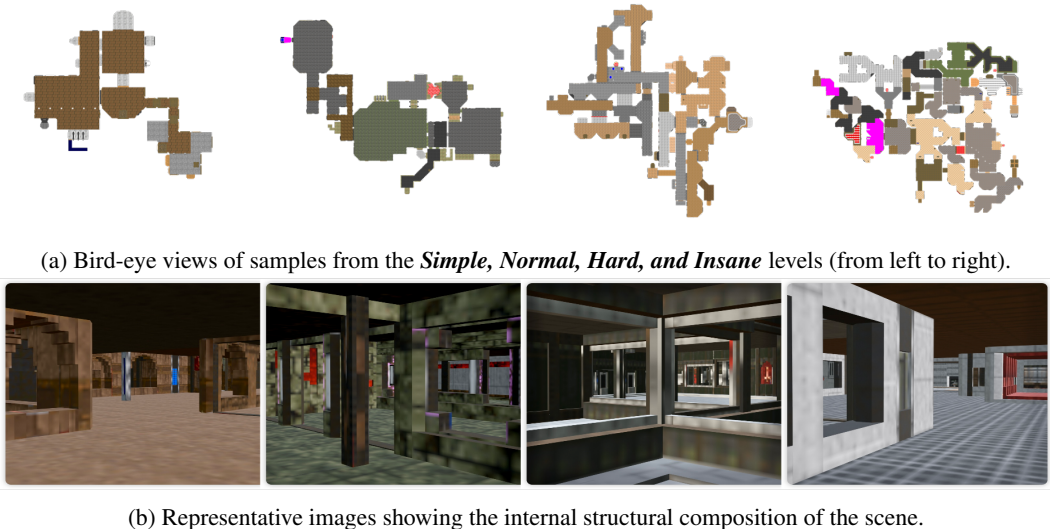 (a) Bird-eye views of samples from the Simple, Normal, Hard, and Insane levels (from left to right).
(b) Representative images showing the internal structural composition of the scene.